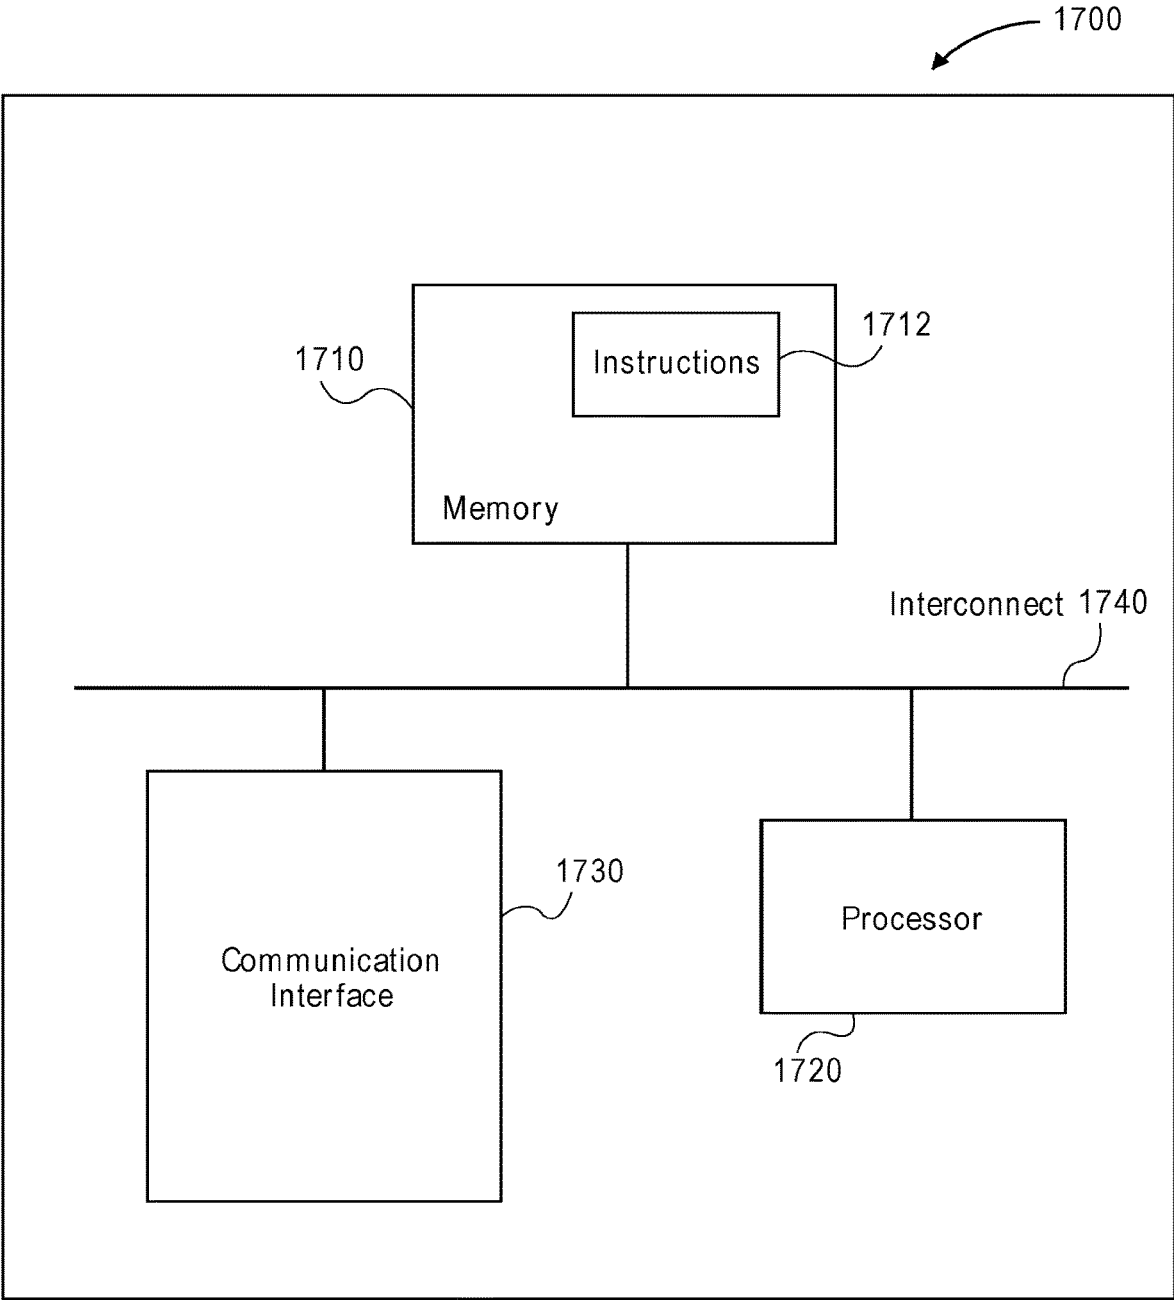 1700
1712
Instructions
1710
Memory
Interconnect 1740
1730
Communication
Interface
Processor
1720